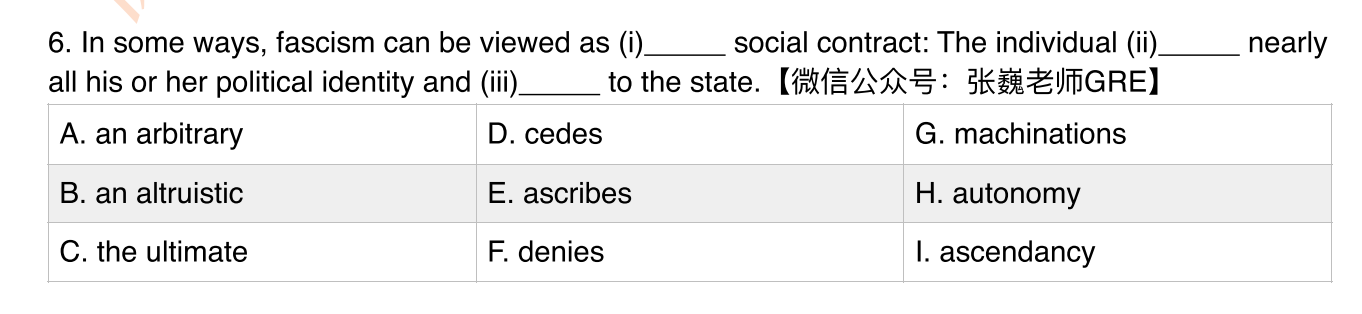 6. In some ways, fascism can be viewed as (i)_____ social contract: The individual (ii)_____ nearly
all his or her political identity and (iii)_____ to the state.【微信公众号：张巍老师GRE】
A. an arbitrary D. cedes G. machinations
B. an altruistic E. ascribes H. autonomy
C. the ultimate F. denies I. ascendancy